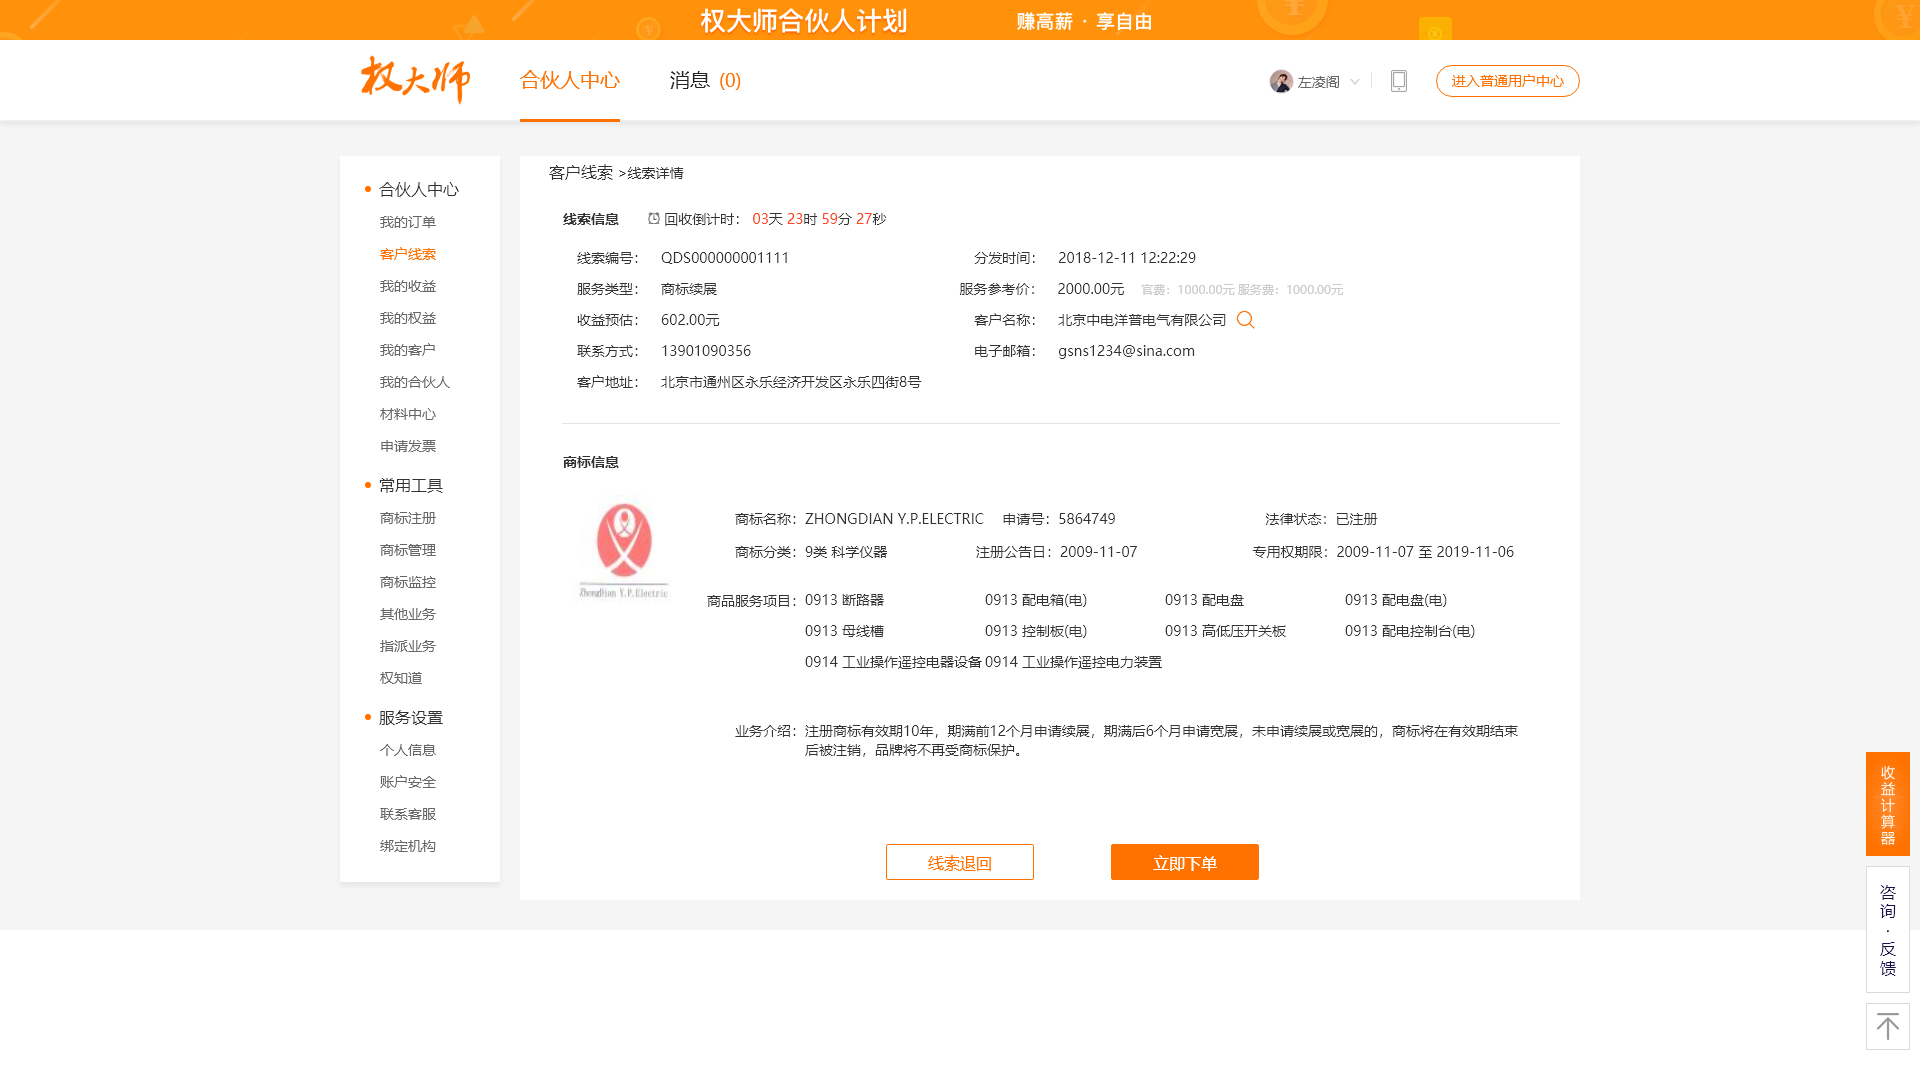 权大师合伙人计划 赚高薪 · 享自由
权大师 合伙人中心 消息 (0) 左凌阁 进入普通用户中心
合伙人中心
我的订单
客户线索
我的收益
我的权益
我的客户
我的合伙人
材料中心
申请发票
常用工具
商标注册
商标管理
商标监控
其他业务
指派业务
权知道
服务设置
个人信息
账户安全
联系客服
绑定机构
客户线索 >线索详情
线索信息 回收倒计时： 03天 23时 59分 27秒
线索编号： QDS000000001111 分发时间： 2018-12-11 12:22:29
服务类型： 商标续展 服务参考价： 2000.00元 官费：1000.00元 服务费：1000.00元
收益预估： 602.00元 客户名称： 北京中电洋普电气有限公司
联系方式： 13901090356 电子邮箱： gsns1234@sina.com
客户地址： 北京市通州区永乐经济开发区永乐四街8号
商标信息
ZhongDian Y.P.Electric
商标名称：ZHONGDIAN Y.P.ELECTRIC 申请号：5864749 法律状态：已注册
商标分类：9类 科学仪器 注册公告日：2009-11-07 专用权期限：2009-11-07 至 2019-11-06
商品服务项目：0913 断路器 0913 配电箱(电) 0913 配电盘 0913 配电盘(电)
0913 母线槽 0913 控制板(电) 0913 高低压开关板 0913 配电控制台(电)
0914 工业操作遥控电器设备 0914 工业操作遥控电力装置
业务介绍：注册商标有效期10年，期满前12个月申请续展，期满后6个月申请宽展，未申请续展或宽展的，商标将在有效期结束
后被注销，品牌将不再受商标保护。
线索退回 立即下单
收益计算器
咨询·反馈